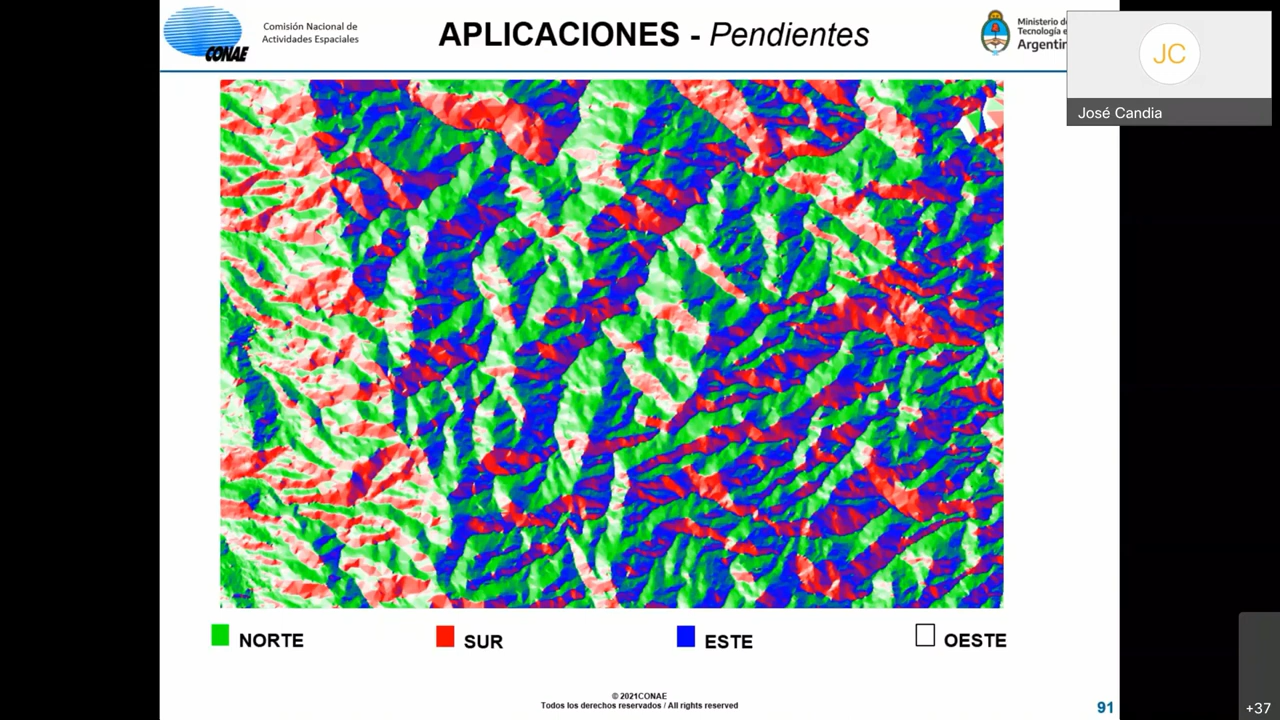 CONAE
Comisión Nacional de
Actividades Espaciales
APLICACIONES - Pendientes
Ministerio de
Tecnología e
Argentin
JC
José Candia
NORTE
SUR
ESTE
OESTE
© 2021CONAE
Todos los derechos reservados / All rights reserved
91
+37